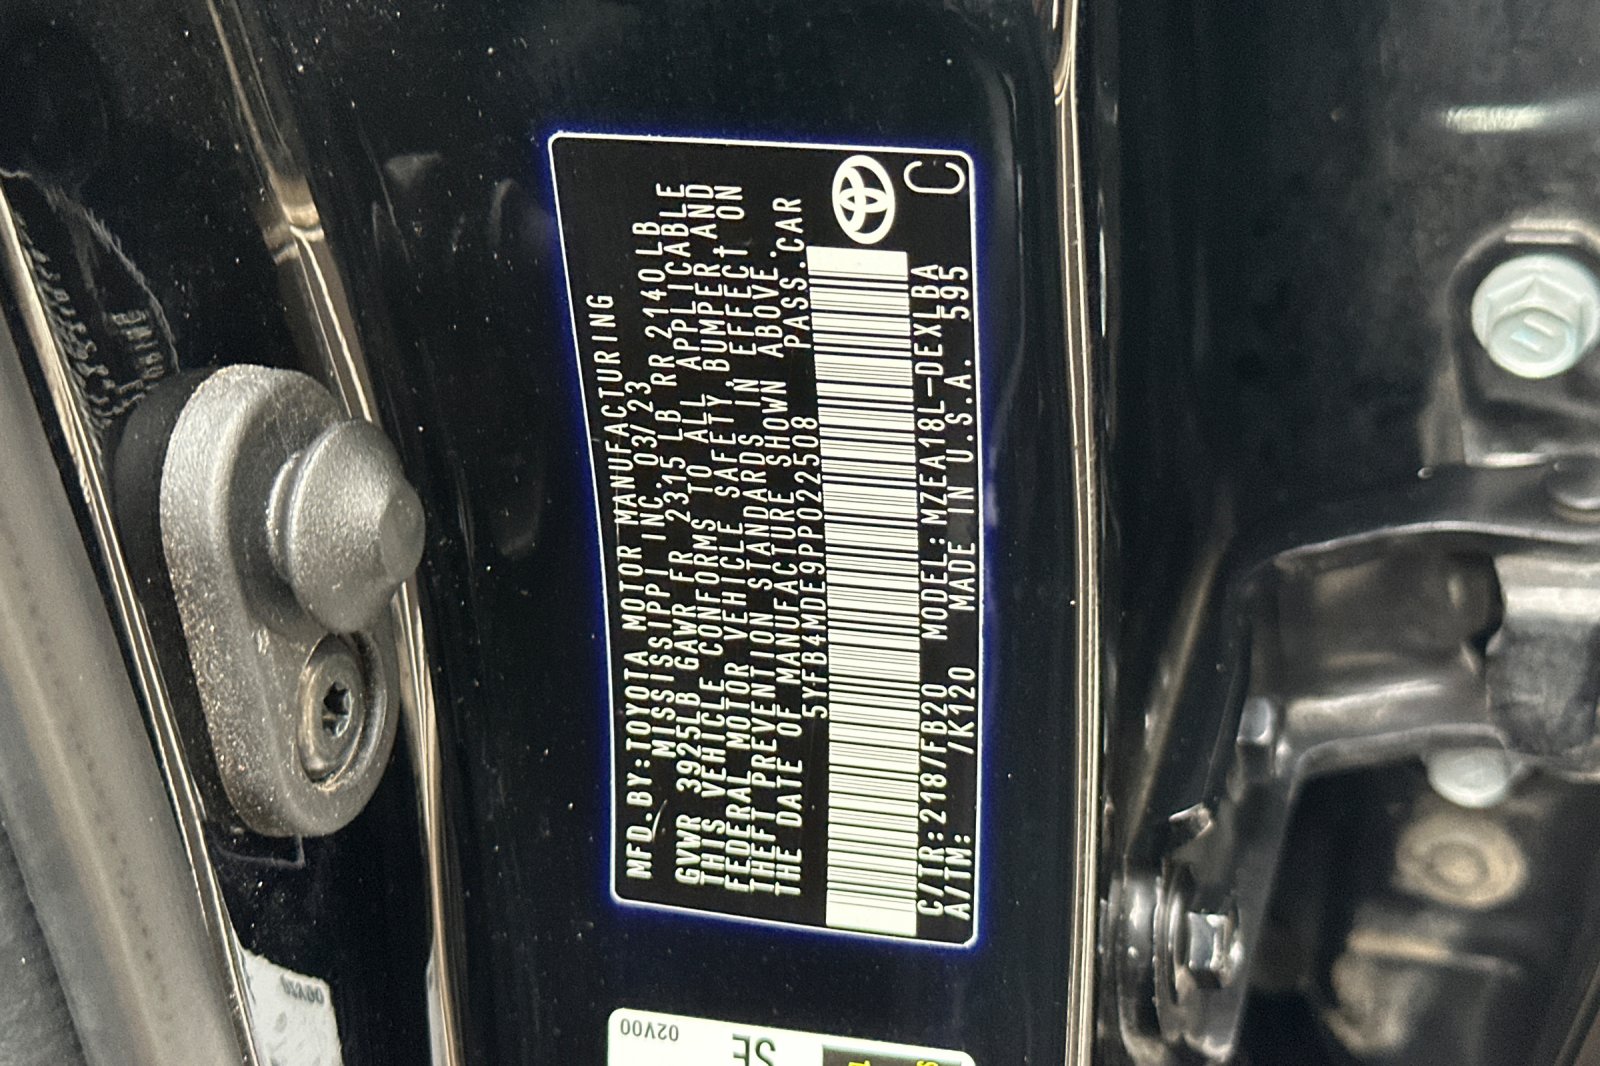 MFD.BY:TOYOTA MOTOR MANUFACTURING
MISSISSIPPI INC 03/23
GVWR 3925LB GAWR FR 2315 LB RR 2140LB
THIS VEHICLE CONFORMS TO ALL APPLICABLE
FEDERAL MOTOR VEHICLE SAFETY, BUMPER, AND
THEFT PREVENTION STANDARDS IN EFFECT ON
THE DATE OF MANUFACTURE SHOWN ABOVE.
5YFB4MDE9PP022508 PASS.CAR
C/TR:218/FB20 MODEL:MZEA18L-DEXLBA
A/TM: /K120 MADE IN U.S.A. 595
C
02V00
SE